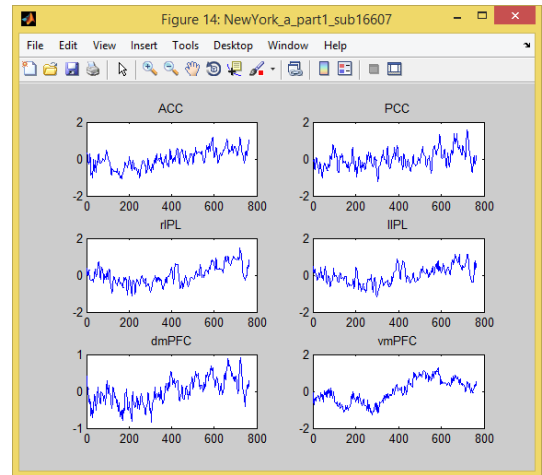 Figure 14: NewYork_a_part1_sub16607
File Edit View Insert Tools Desktop Window Help
ACC PCC
2 2
0 0
-2 -2
0 200 400 600 800 0 200 400 600 800
rIPL lIPL
2 2
0 0
-2 -2
0 200 400 600 800 0 200 400 600 800
dmPFC vmPFC
1 2
0 0
-1 -2
0 200 400 600 800 0 200 400 600 800